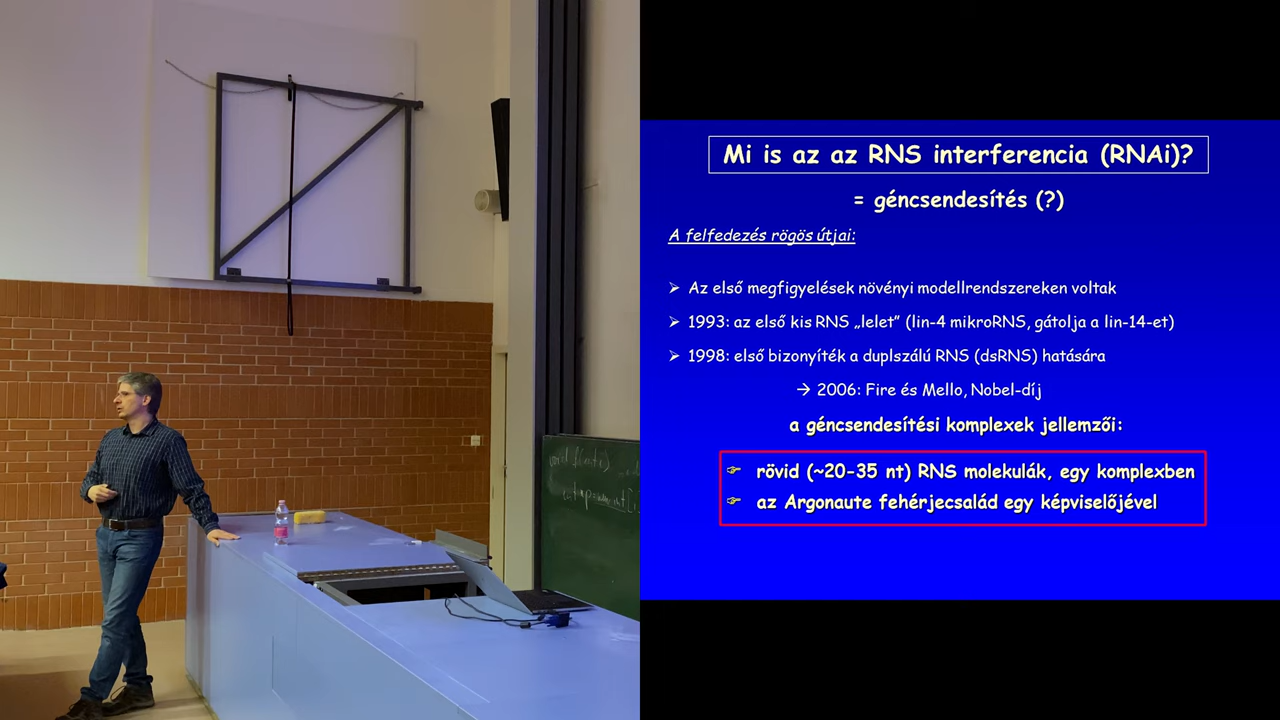 Mi is az az RNS interferencia (RNAi)?
= géncsendesítés (?)
A felfedezés rögös útjai:
➢ Az első megfigyelések növényi modellrendszereken voltak
➢ 1993: az első kis RNS „lelet” (lin-4 mikroRNS, gátolja a lin-14-et)
➢ 1998: első bizonyíték a duplszálú RNS (dsRNS) hatására
→ 2006: Fire és Mello, Nobel-díj
a géncsendesítési komplexek jellemzői:
☞ rövid (~20-35 nt) RNS molekulák, egy komplexben
☞ az Argonaute fehérjecsalád egy képviselőjével